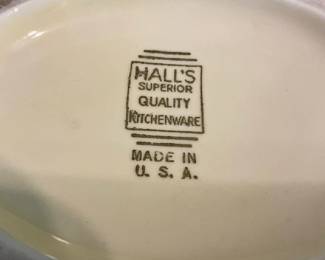 HALL'S
SUPERIOR
QUALITY
KITCHENWARE
MADE IN
U. S. A.